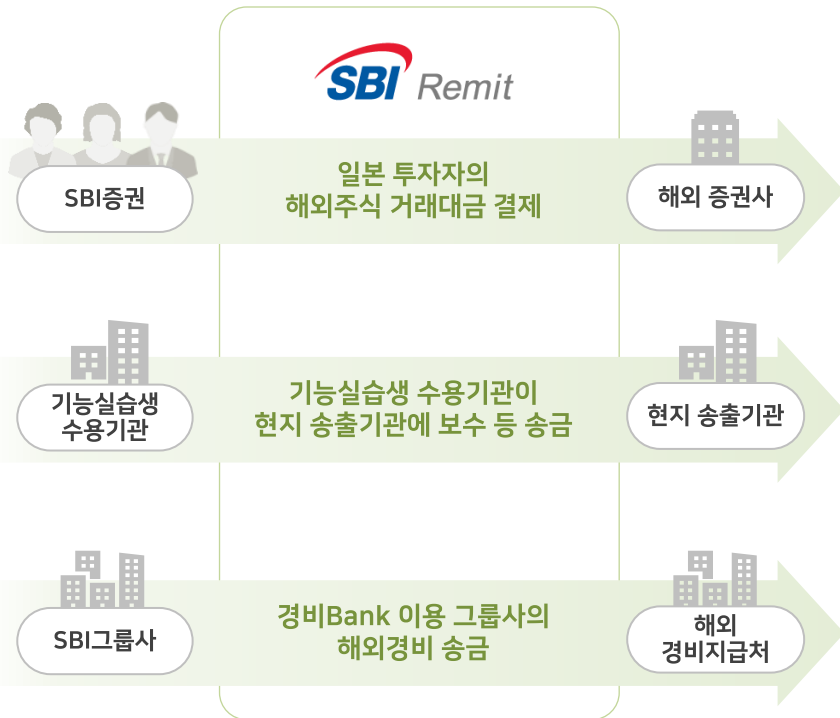 SBI Remit
SBI증권
일본 투자자의
해외주식 거래대금 결제
해외 증권사
기능실습생
수용기관
기능실습생 수용기관이
현지 송출기관에 보수 등 송금
현지 송출기관
SBI그룹사
경비Bank 이용 그룹사의
해외경비 송금
해외
경비지급처